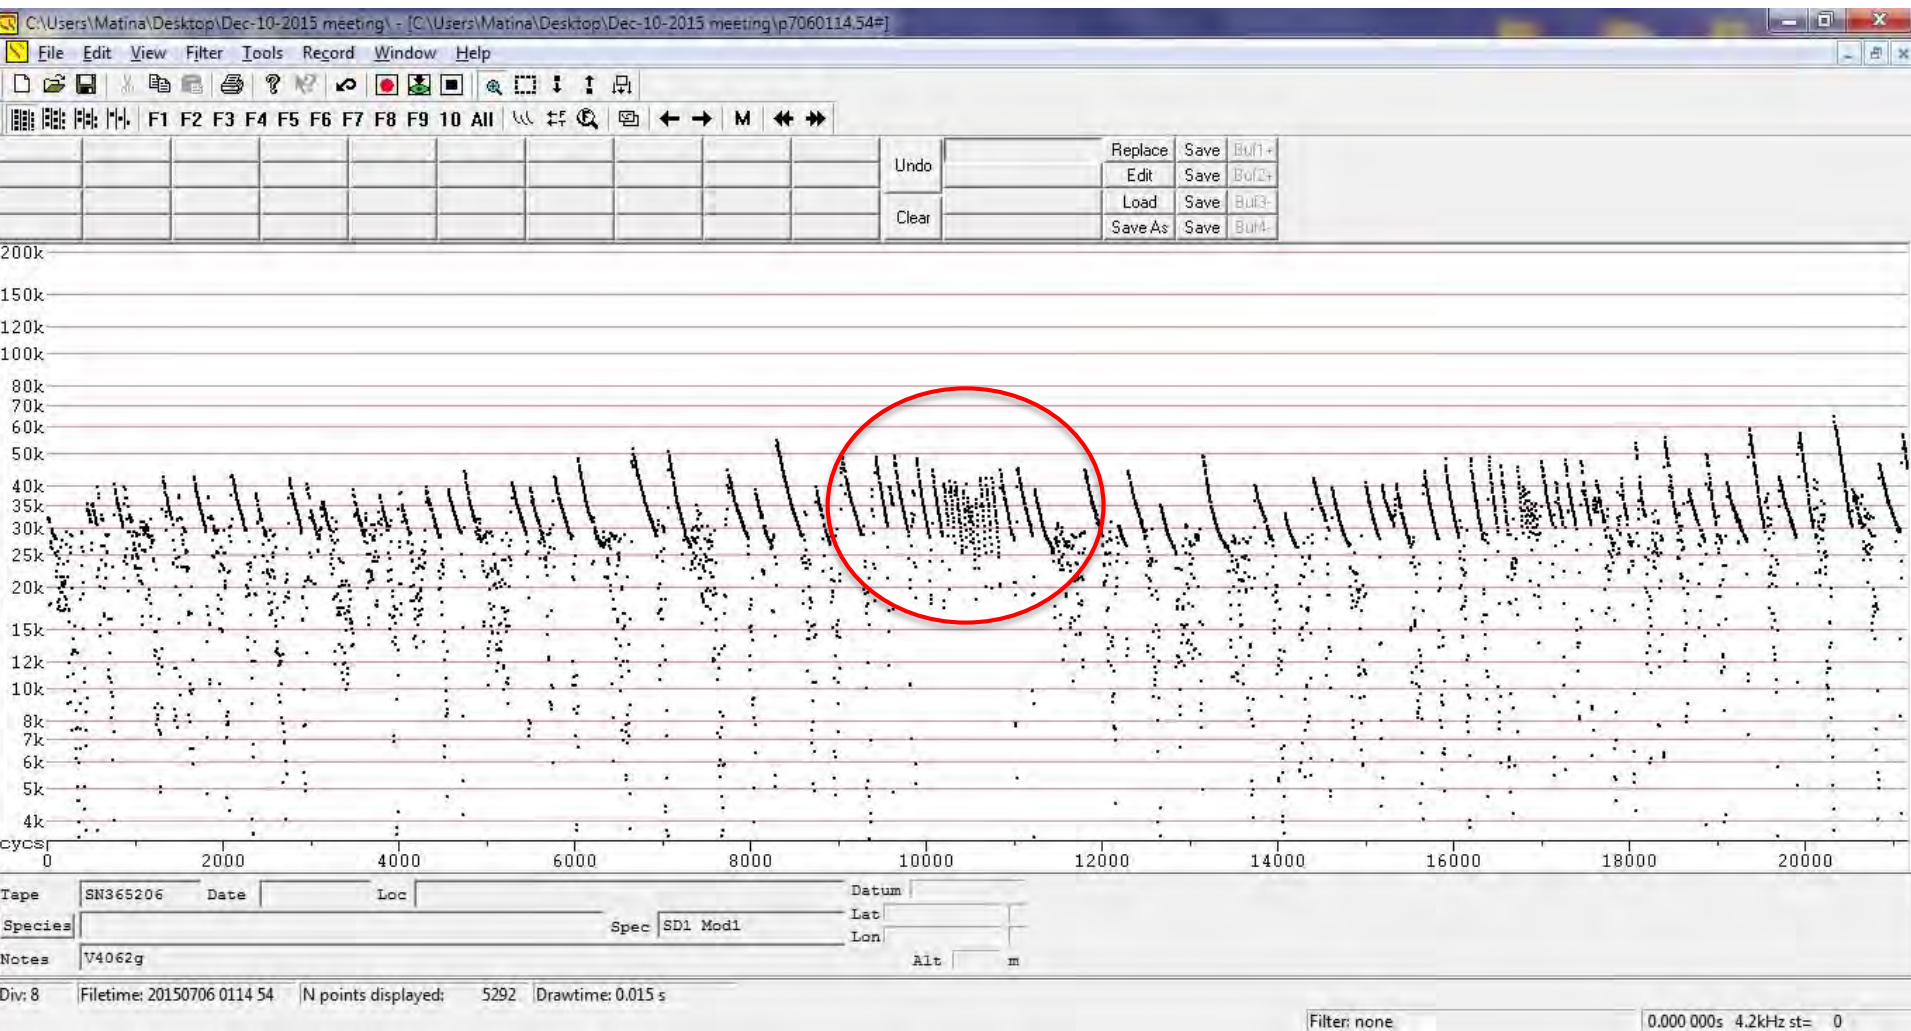 C:\Users\Matina\Desktop\Dec-10-2015 meeting\ - [C:\Users\Matina\Desktop\Dec-10-2015 meeting\p7060114.54#]
File Edit View Filter Tools Record Window Help
F1 F2 F3 F4 F5 F6 F7 F8 F9 10 All M
Undo Replace Save Buf1+
Edit Save Buf2+
Clear Load Save Buf3-
Save As Save Buf4-
200k
150k
120k
100k
80k
70k
60k
50k
40k
35k
30k
25k
20k
15k
12k
10k
8k
7k
6k
5k
4k
cycs
0 2000 4000 6000 8000 10000 12000 14000 16000 18000 20000
Tape SN365206 Date Loc Datum
Species Spec SD1 Mod1 Lat
Lon
Notes V4062g Alt m
Div: 8 Filetime: 20150706 0114 54 N points displayed: 5292 Drawtime: 0.015 s
Filter: none 0.000 000s 4.2kHz st= 0